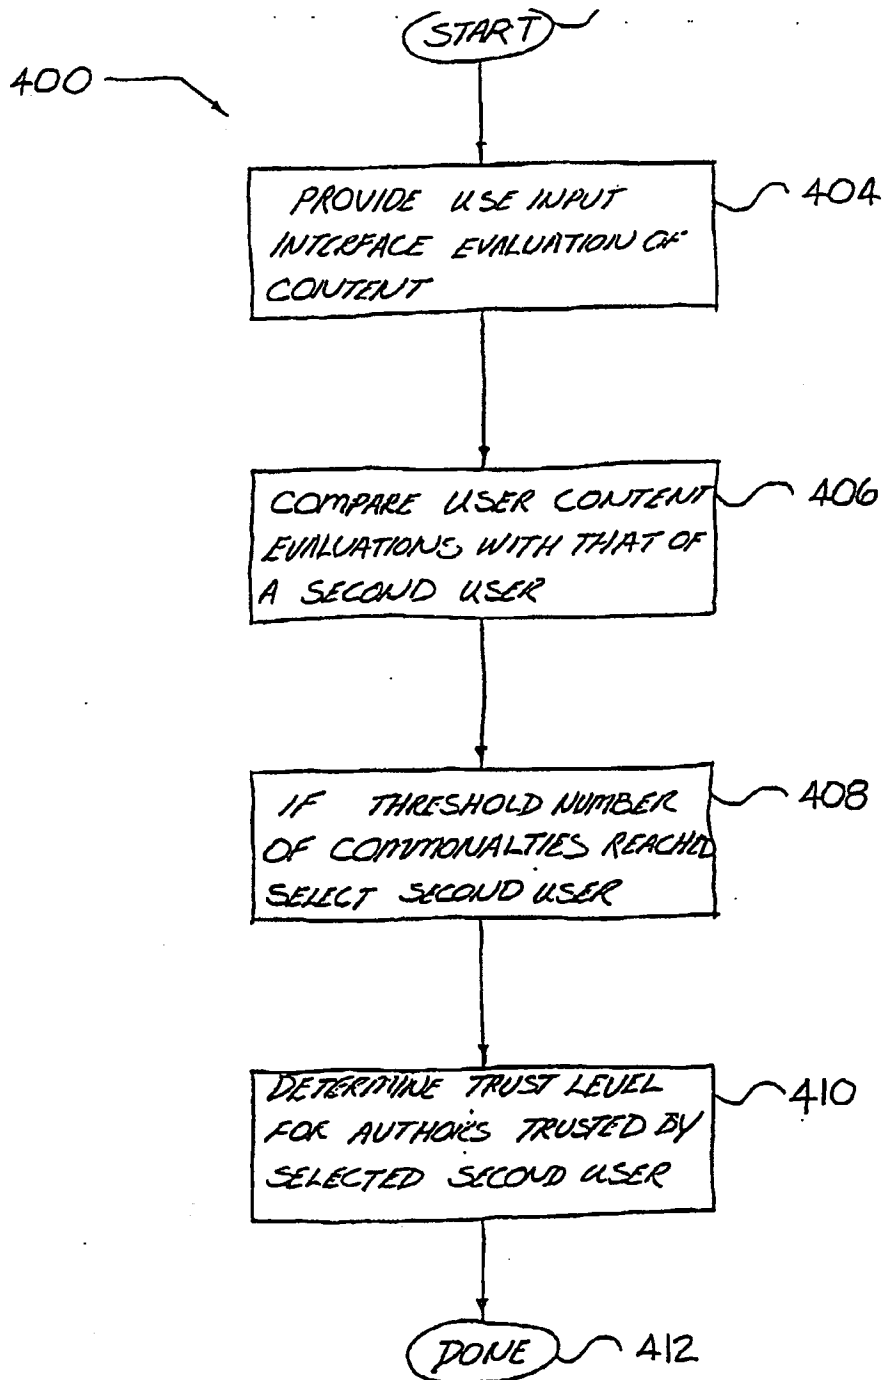 START
400
PROVIDE USE INPUT
INTERFACE EVALUATION OF
CONTENT
404
COMPARE USER CONTENT
EVALUATIONS WITH THAT OF
A SECOND USER
406
IF THRESHOLD NUMBER
OF COMMONALTIES REACHED
SELECT SECOND USER
408
DETERMINE TRUST LEVEL
FOR AUTHORS TRUSTED BY
SELECTED SECOND USER
410
DONE
412